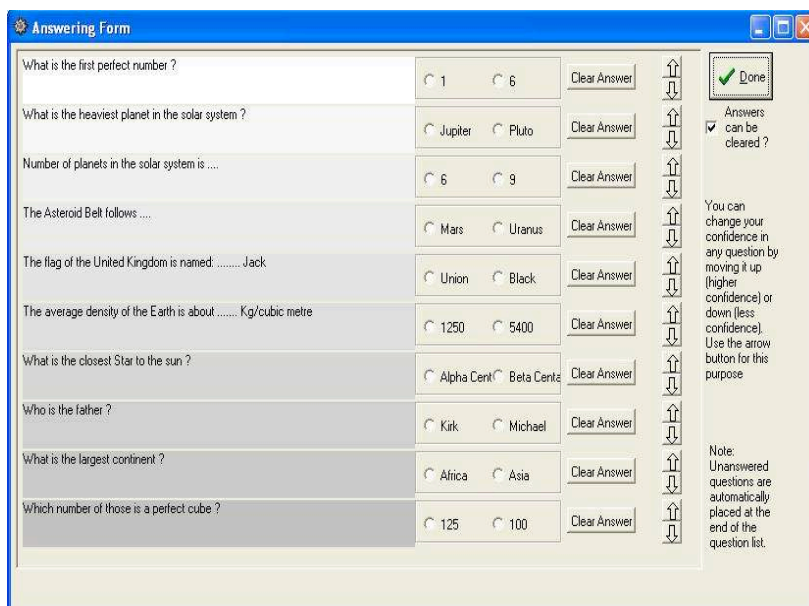 Answering Form
What is the first perfect number ?
1 6 Clear Answer
What is the heaviest planet in the solar system ?
Jupiter Pluto Clear Answer
Number of planets in the solar system is ....
6 9 Clear Answer
The Asteroid Belt follows ....
Mars Uranus Clear Answer
The flag of the United Kingdom is named: ........ Jack
Union Black Clear Answer
The average density of the Earth is about ....... Kg/cubic metre
1250 5400 Clear Answer
What is the closest Star to the sun ?
Alpha Cent Beta Centa Clear Answer
Who is the father ?
Kirk Michael Clear Answer
What is the largest continent ?
Africa Asia Clear Answer
Which number of those is a perfect cube ?
125 100 Clear Answer
Done
Answers
can be
cleared ?
You can
change your
confidence in
any question by
moving it up
(higher
confidence) or
down (less
confidence).
Use the arrow
button for this
purpose
Note:
Unanswered
questions are
automatically
placed at the
end of the
question list.